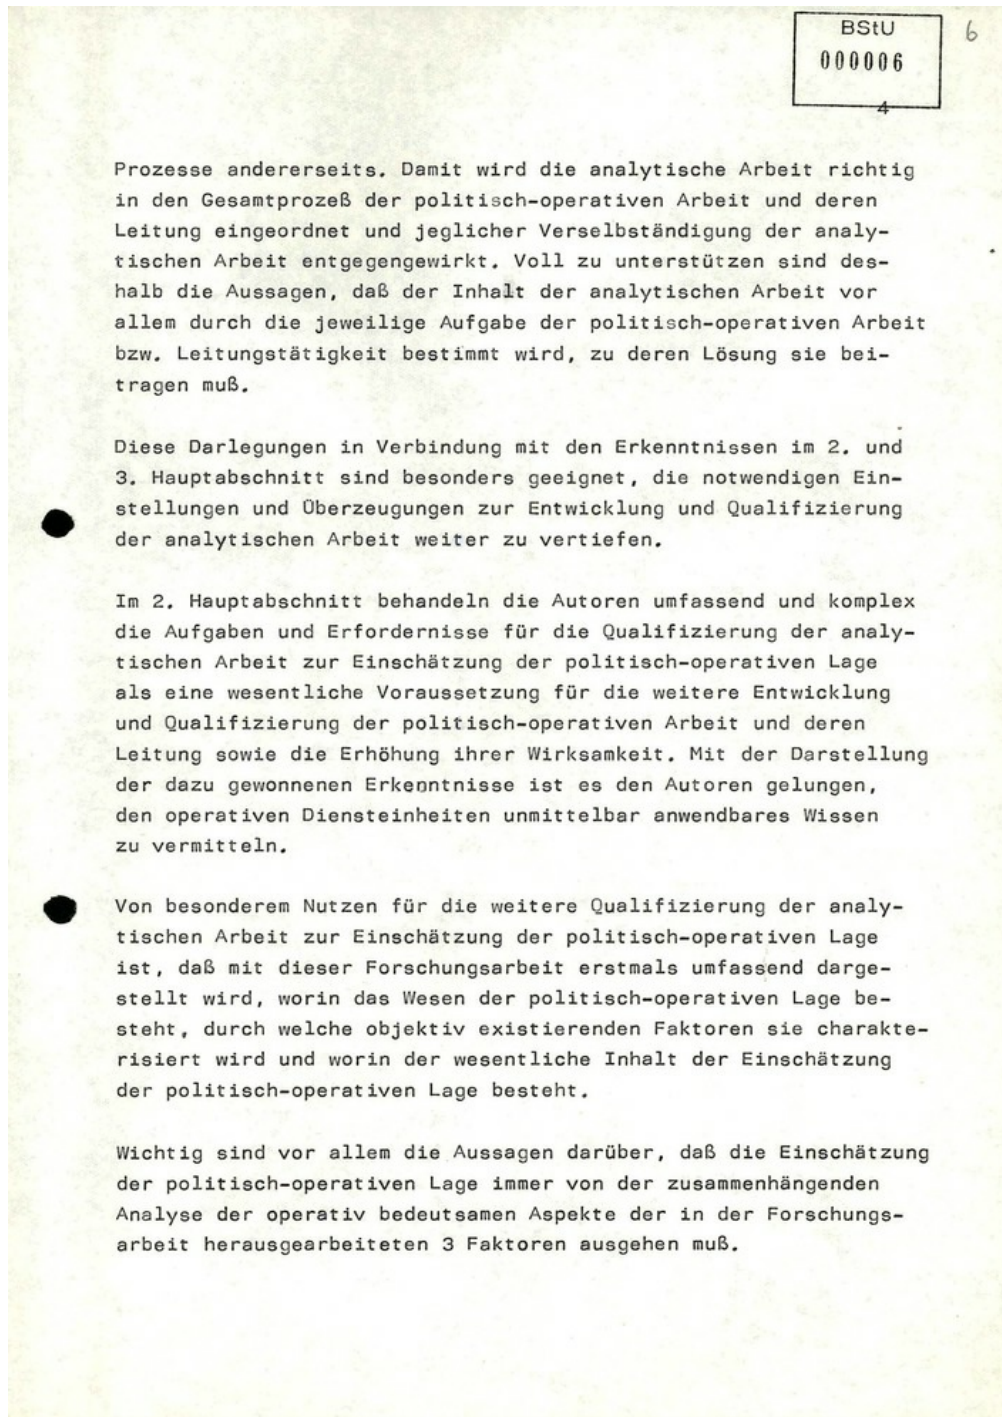 BStU
6
000006
4
Prozesse andererseits. Damit wird die analytische Arbeit richtig
in den Gesamtprozeß der politisch-operativen Arbeit und deren
Leitung eingeordnet und jeglicher Verselbständigung der analy-
tischen Arbeit entgegengewirkt. Voll zu unterstützen sind des-
halb die Aussagen, daß der Inhalt der analytischen Arbeit vor
allem durch die jeweilige Aufgabe der politisch-operativen Arbeit
bzw. Leitungstätigkeit bestimmt wird, zu deren Lösung sie bei-
tragen muß.
Diese Darlegungen in Verbindung mit den Erkenntnissen im 2. und
3. Hauptabschnitt sind besonders geeignet, die notwendigen Ein-
stellungen und Überzeugungen zur Entwicklung und Qualifizierung
der analytischen Arbeit weiter zu vertiefen.
Im 2. Hauptabschnitt behandeln die Autoren umfassend und komplex
die Aufgaben und Erfordernisse für die Qualifizierung der analy-
tischen Arbeit zur Einschätzung der politisch-operativen Lage
als eine wesentliche Voraussetzung für die weitere Entwicklung
und Qualifizierung der politisch-operativen Arbeit und deren
Leitung sowie die Erhöhung ihrer Wirksamkeit. Mit der Darstellung
der dazu gewonnenen Erkenntnisse ist es den Autoren gelungen,
den operativen Diensteinheiten unmittelbar anwendbares Wissen
zu vermitteln.
Von besonderem Nutzen für die weitere Qualifizierung der analy-
tischen Arbeit zur Einschätzung der politisch-operativen Lage
ist, daß mit dieser Forschungsarbeit erstmals umfassend darge-
stellt wird, worin das Wesen der politisch-operativen Lage be-
steht, durch welche objektiv existierenden Faktoren sie charakte-
risiert wird und worin der wesentliche Inhalt der Einschätzung
der politisch-operativen Lage besteht.
Wichtig sind vor allem die Aussagen darüber, daß die Einschätzung
der politisch-operativen Lage immer von der zusammenhängenden
Analyse der operativ bedeutsamen Aspekte der in der Forschungs-
arbeit herausgearbeiteten 3 Faktoren ausgehen muß.